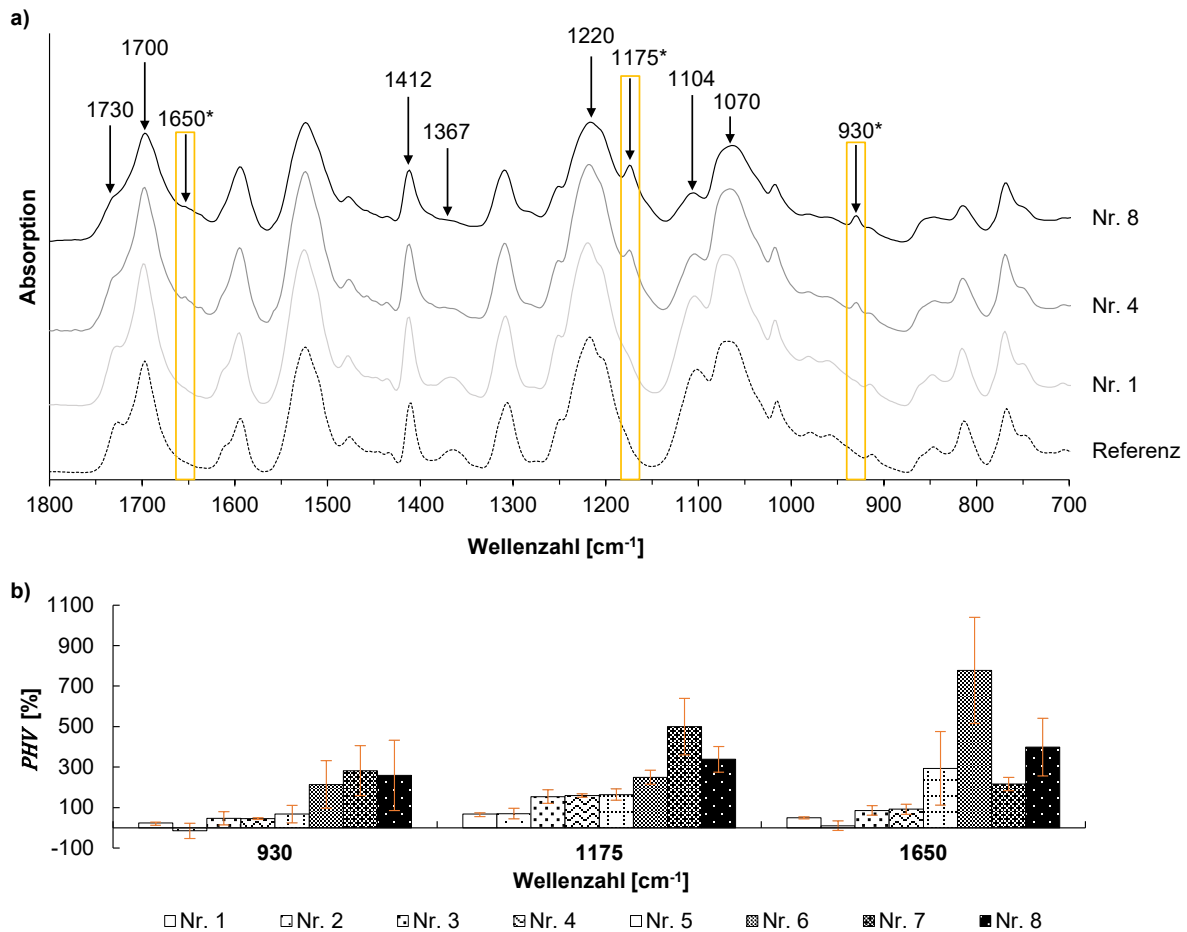 a)
1730
1700
1650*
1412
1367
1220
1175*
1104
1070
930*
Absorption
Nr. 8
Nr. 4
Nr. 1
Referenz
1800 1700 1600 1500 1400 1300 1200 1100 1000 900 800 700
Wellenzahl [cm⁻¹]
b)
PHV [%]
1100
900
700
500
300
100
-100
930 1175 1650
Wellenzahl [cm⁻¹]
Nr. 1 Nr. 2 Nr. 3 Nr. 4 Nr. 5 Nr. 6 Nr. 7 Nr. 8